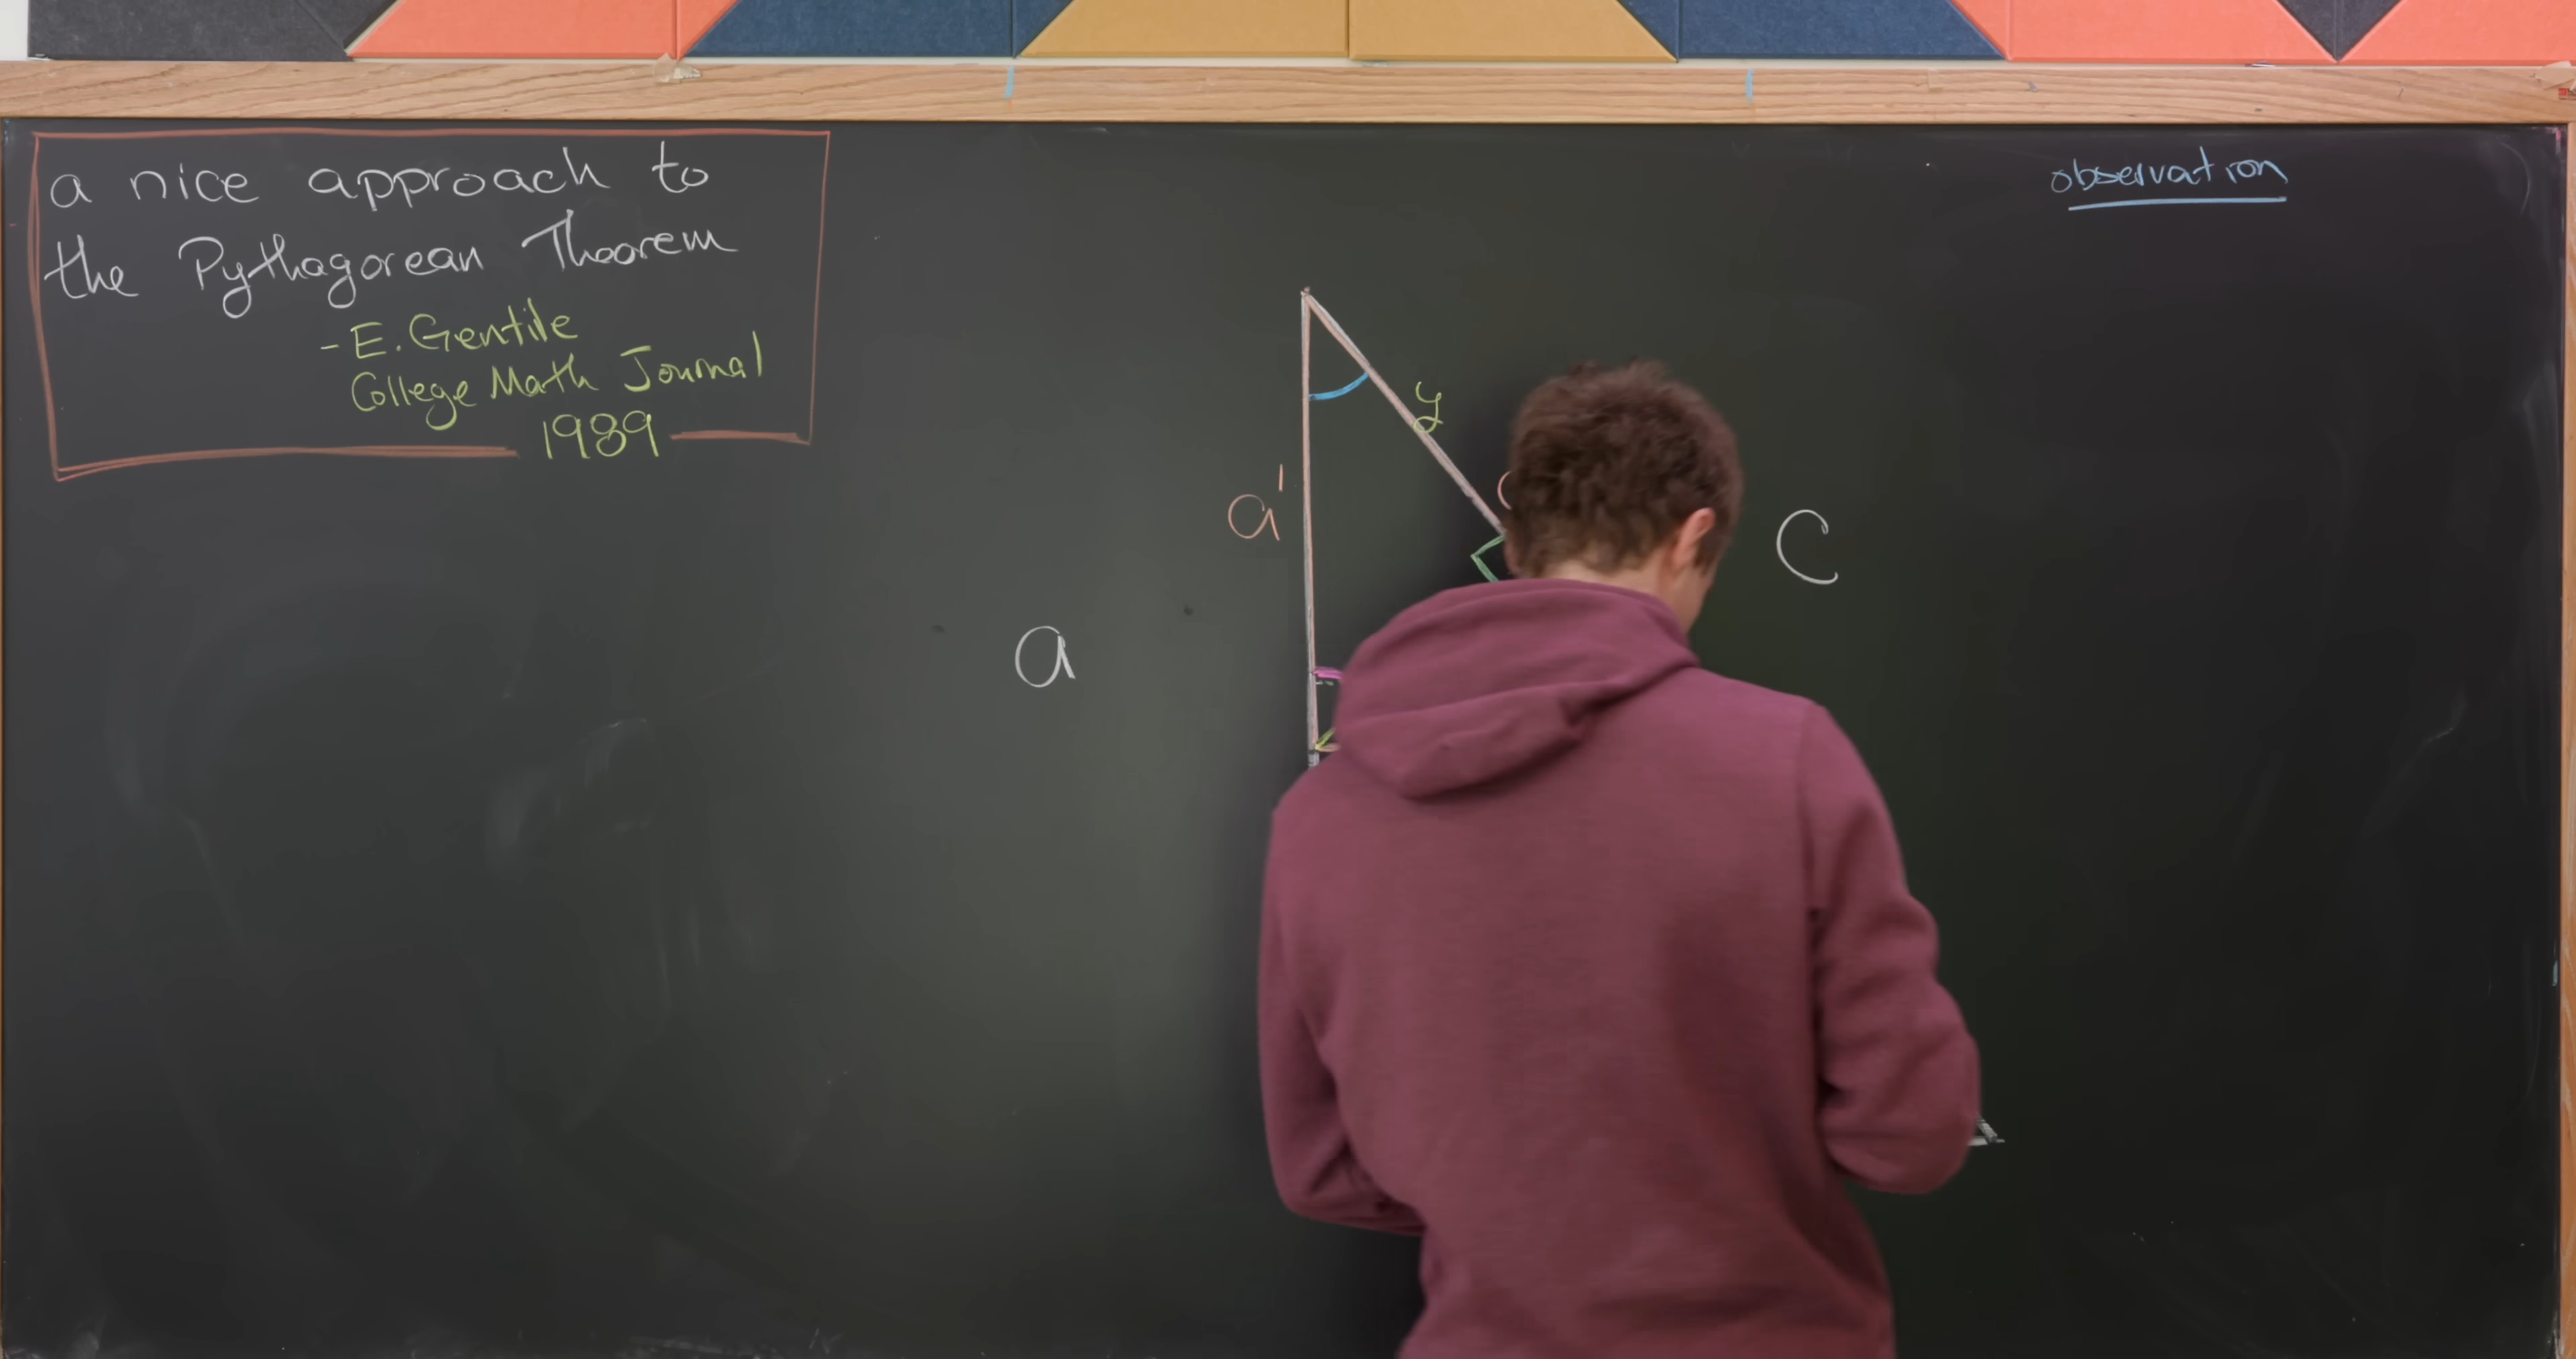 a nice approach to
the Pythagorean Theorem
- E. Gentile
College Math Journal
1989
observation
y
a'
c
a